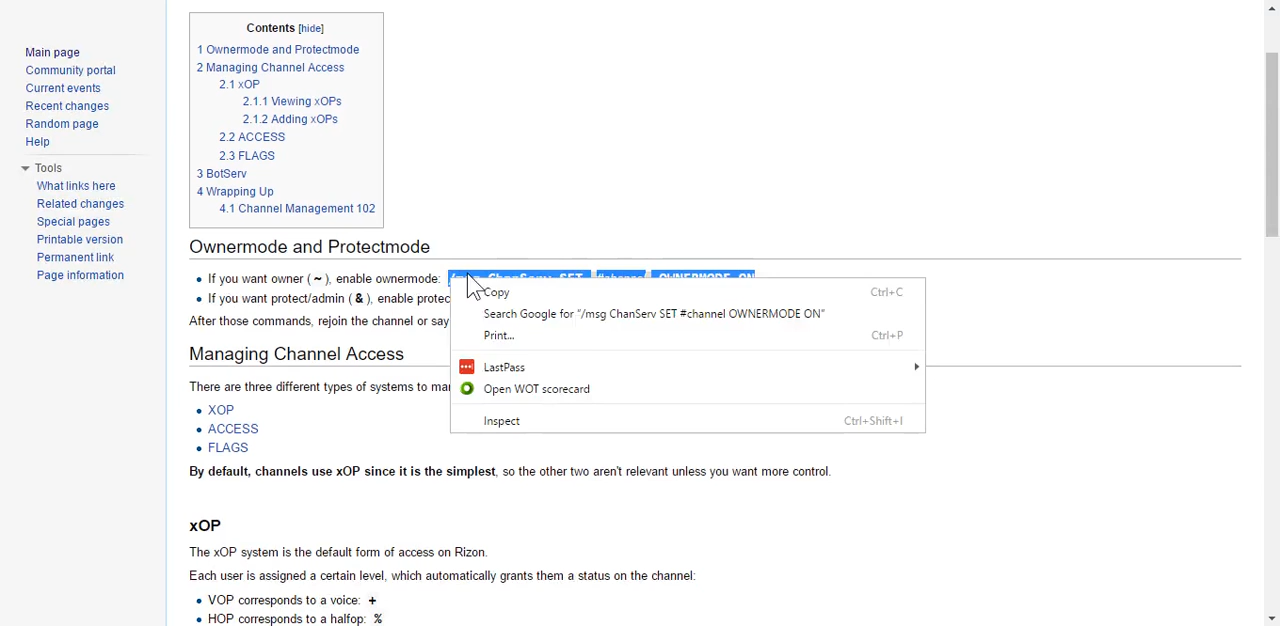 Main page
Community portal
Current events
Recent changes
Random page
Help
Tools
What links here
Related changes
Special pages
Printable version
Permanent link
Page information
Contents [hide]
1 Ownermode and Protectmode
2 Managing Channel Access
2.1 xOP
2.1.1 Viewing xOPs
2.1.2 Adding xOPs
2.2 ACCESS
2.3 FLAGS
3 BotServ
4 Wrapping Up
4.1 Channel Management 102
Ownermode and Protectmode
If you want owner ( ~ ), enable ownermode: /msg ChanServ SET #channel OWNERMODE ON
If you want protect/admin ( & ), enable protec
After those commands, rejoin the channel or say
Copy Ctrl+C
Search Google for “/msg ChanServ SET #channel OWNERMODE ON”
Print... Ctrl+P
LastPass
Open WOT scorecard
Inspect Ctrl+Shift+I
Managing Channel Access
There are three different types of systems to ma
XOP
ACCESS
FLAGS
By default, channels use xOP since it is the simplest, so the other two aren't relevant unless you want more control.
xOP
The xOP system is the default form of access on Rizon.
Each user is assigned a certain level, which automatically grants them a status on the channel:
VOP corresponds to a voice: +
HOP corresponds to a halfop: %